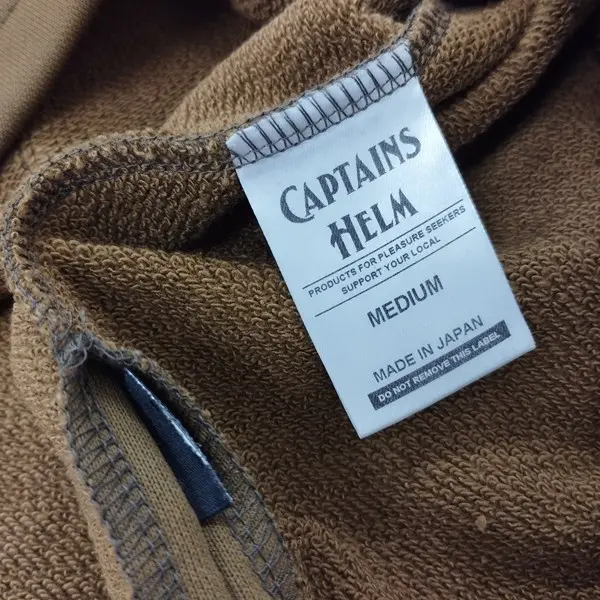 CAPTAINS
HELM
PRODUCTS FOR PLEASURE SEEKERS
SUPPORT YOUR LOCAL
MEDIUM
MADE IN JAPAN
DO NOT REMOVE THIS LABEL